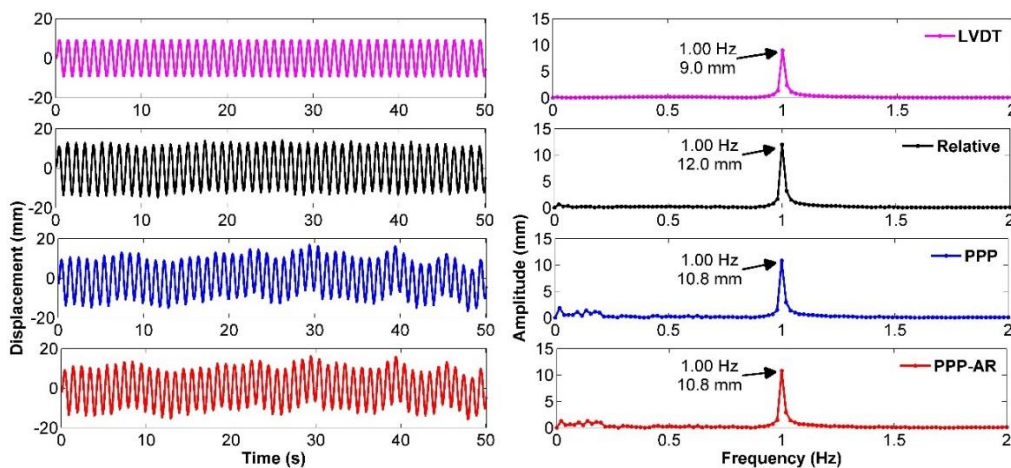 20
0
-20
0 10 20 30 40 50
20
0
-20
0 10 20 30 40 50
20
0
-20
0 10 20 30 40 50
20
0
-20
0 10 20 30 40 50
Displacement (mm)
Time (s)
15
10
5
0
1.00 Hz
9.0 mm
LVDT
0 0.5 1 1.5 2
15
10
5
0
1.00 Hz
12.0 mm
Relative
0 0.5 1 1.5 2
15
10
5
0
1.00 Hz
10.8 mm
PPP
0 0.5 1 1.5 2
15
10
5
0
1.00 Hz
10.8 mm
PPP-AR
0 0.5 1 1.5 2
Amplitude (mm)
Frequency (Hz)